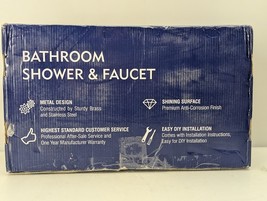 BATHROOM
SHOWER & FAUCET
METAL DESIGN
Constructed by Sturdy Brass
and Stainless Steel
SHINING SURFACE
Premium Anti-Corrosion Finish
HIGHEST STANDARD CUSTOMER SERVICE
Professional After-Sale Service and
One Year Manufacturer Warranty
EASY DIY INSTALLATION
Comes with Installation Instructions,
Easy for DIY Installation